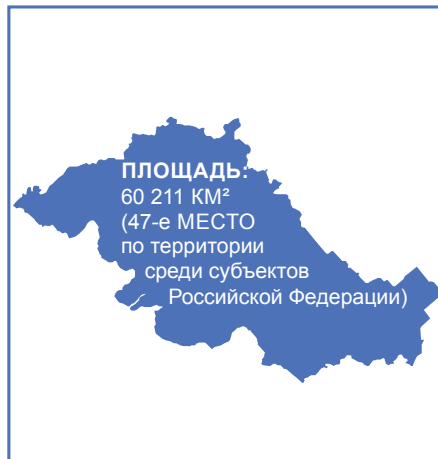 ПЛОЩАДЬ:
60 211 КМ²
(47-е МЕСТО
по территории
среди субъектов
Российской Федерации)